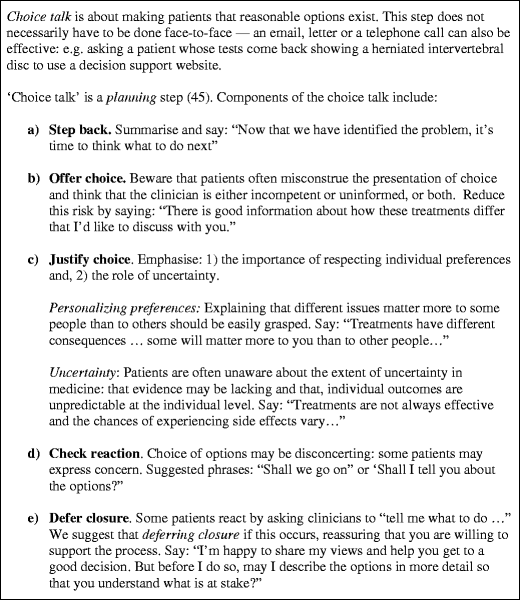 Choice talk is about making patients that reasonable options exist. This step does not
necessarily have to be done face-to-face — an email, letter or a telephone call can also be
effective: e.g. asking a patient whose tests come back showing a herniated intervertebral
disc to use a decision support website.
‘Choice talk’ is a planning step (45). Components of the choice talk include:
a) Step back. Summarise and say: “Now that we have identified the problem, it’s
time to think what to do next”
b) Offer choice. Beware that patients often misconstrue the presentation of choice
and think that the clinician is either incompetent or uninformed, or both. Reduce
this risk by saying: “There is good information about how these treatments differ
that I’d like to discuss with you.”
c) Justify choice. Emphasise: 1) the importance of respecting individual preferences
and, 2) the role of uncertainty.
Personalizing preferences: Explaining that different issues matter more to some
people than to others should be easily grasped. Say: “Treatments have different
consequences … some will matter more to you than to other people…”
Uncertainty: Patients are often unaware about the extent of uncertainty in
medicine: that evidence may be lacking and that, individual outcomes are
unpredictable at the individual level. Say: “Treatments are not always effective
and the chances of experiencing side effects vary…”
d) Check reaction. Choice of options may be disconcerting: some patients may
express concern. Suggested phrases: “Shall we go on” or ‘Shall I tell you about
the options?”
e) Defer closure. Some patients react by asking clinicians to “tell me what to do …”
We suggest that deferring closure if this occurs, reassuring that you are willing to
support the process. Say: “I’m happy to share my views and help you get to a
good decision. But before I do so, may I describe the options in more detail so
that you understand what is at stake?”